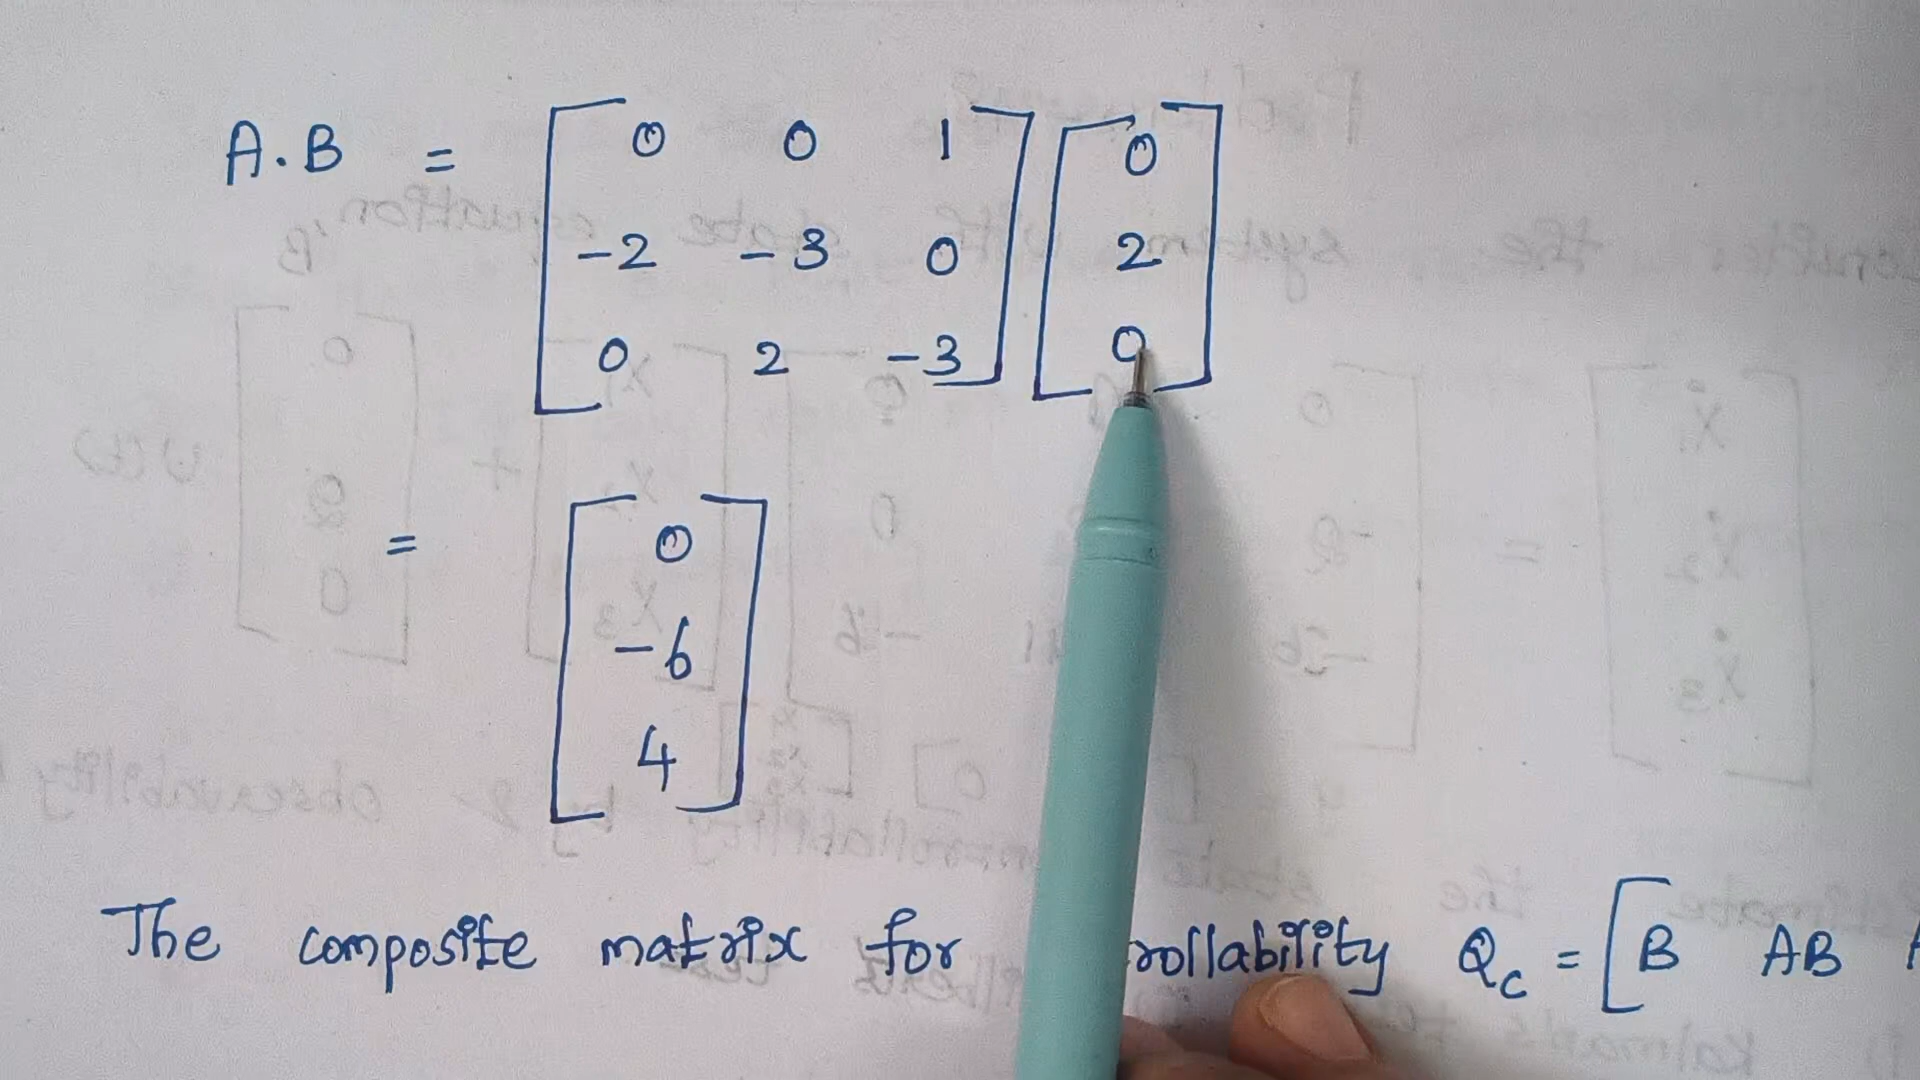 A.B = [ 0 0 1 ] [ 0 ]
-2 -3 0 2
0 2 -3 0
= [ 0 ]
-6
4
The composite matrix for rollability Qc = [ B AB